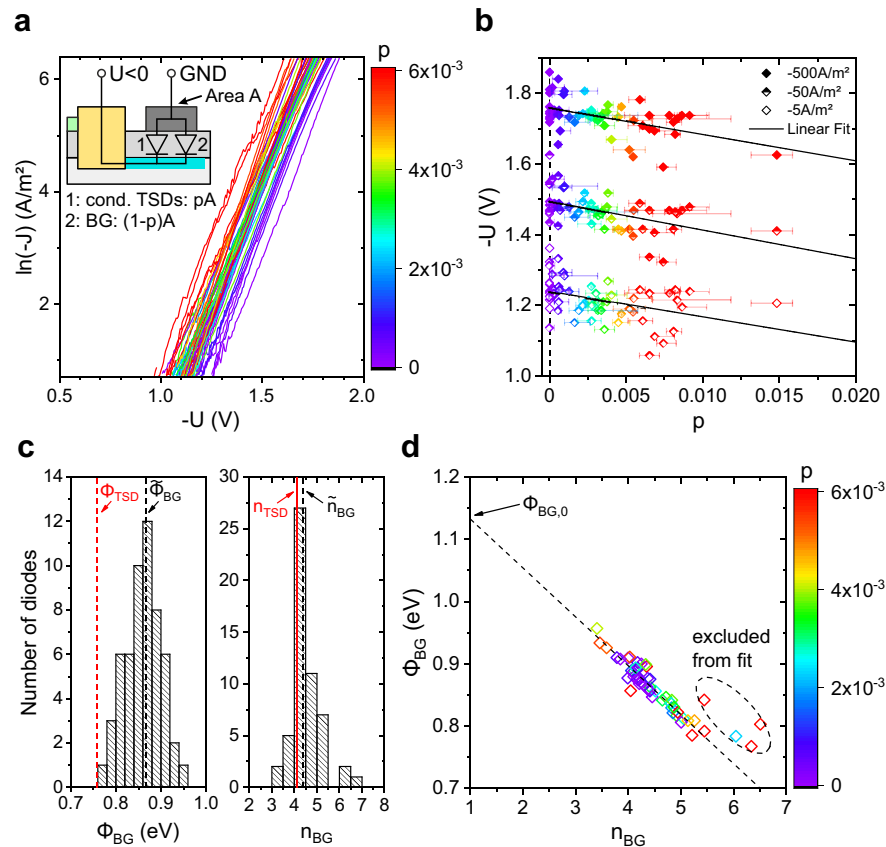 a
U<0
GND
Area A
1
2
1: cond. TSDs: pA
2: BG: (1-p)A
ln(-J) (A/m²)
6
4
2
0.5
1.0
1.5
2.0
-U (V)
p
6x10⁻³
4x10⁻³
2x10⁻³
0
b
-500A/m²
-50A/m²
-5A/m²
Linear Fit
-U (V)
1.8
1.6
1.4
1.2
1.0
0.000
0.005
0.010
0.015
0.020
p
c
Number of diodes
14
12
10
8
6
4
2
0
Φ_TSD
Φ̃_BG
0.7
0.8
0.9
1.0
Φ_BG (eV)
30
25
20
15
10
5
0
n_TSD
ñ_BG
2
3
4
5
6
7
8
n_BG
d
Φ_BG (eV)
1.2
1.1
1.0
0.9
0.8
0.7
Φ_BG,0
excluded
from fit
1
2
3
4
5
6
7
n_BG
p
6x10⁻³
4x10⁻³
2x10⁻³
0